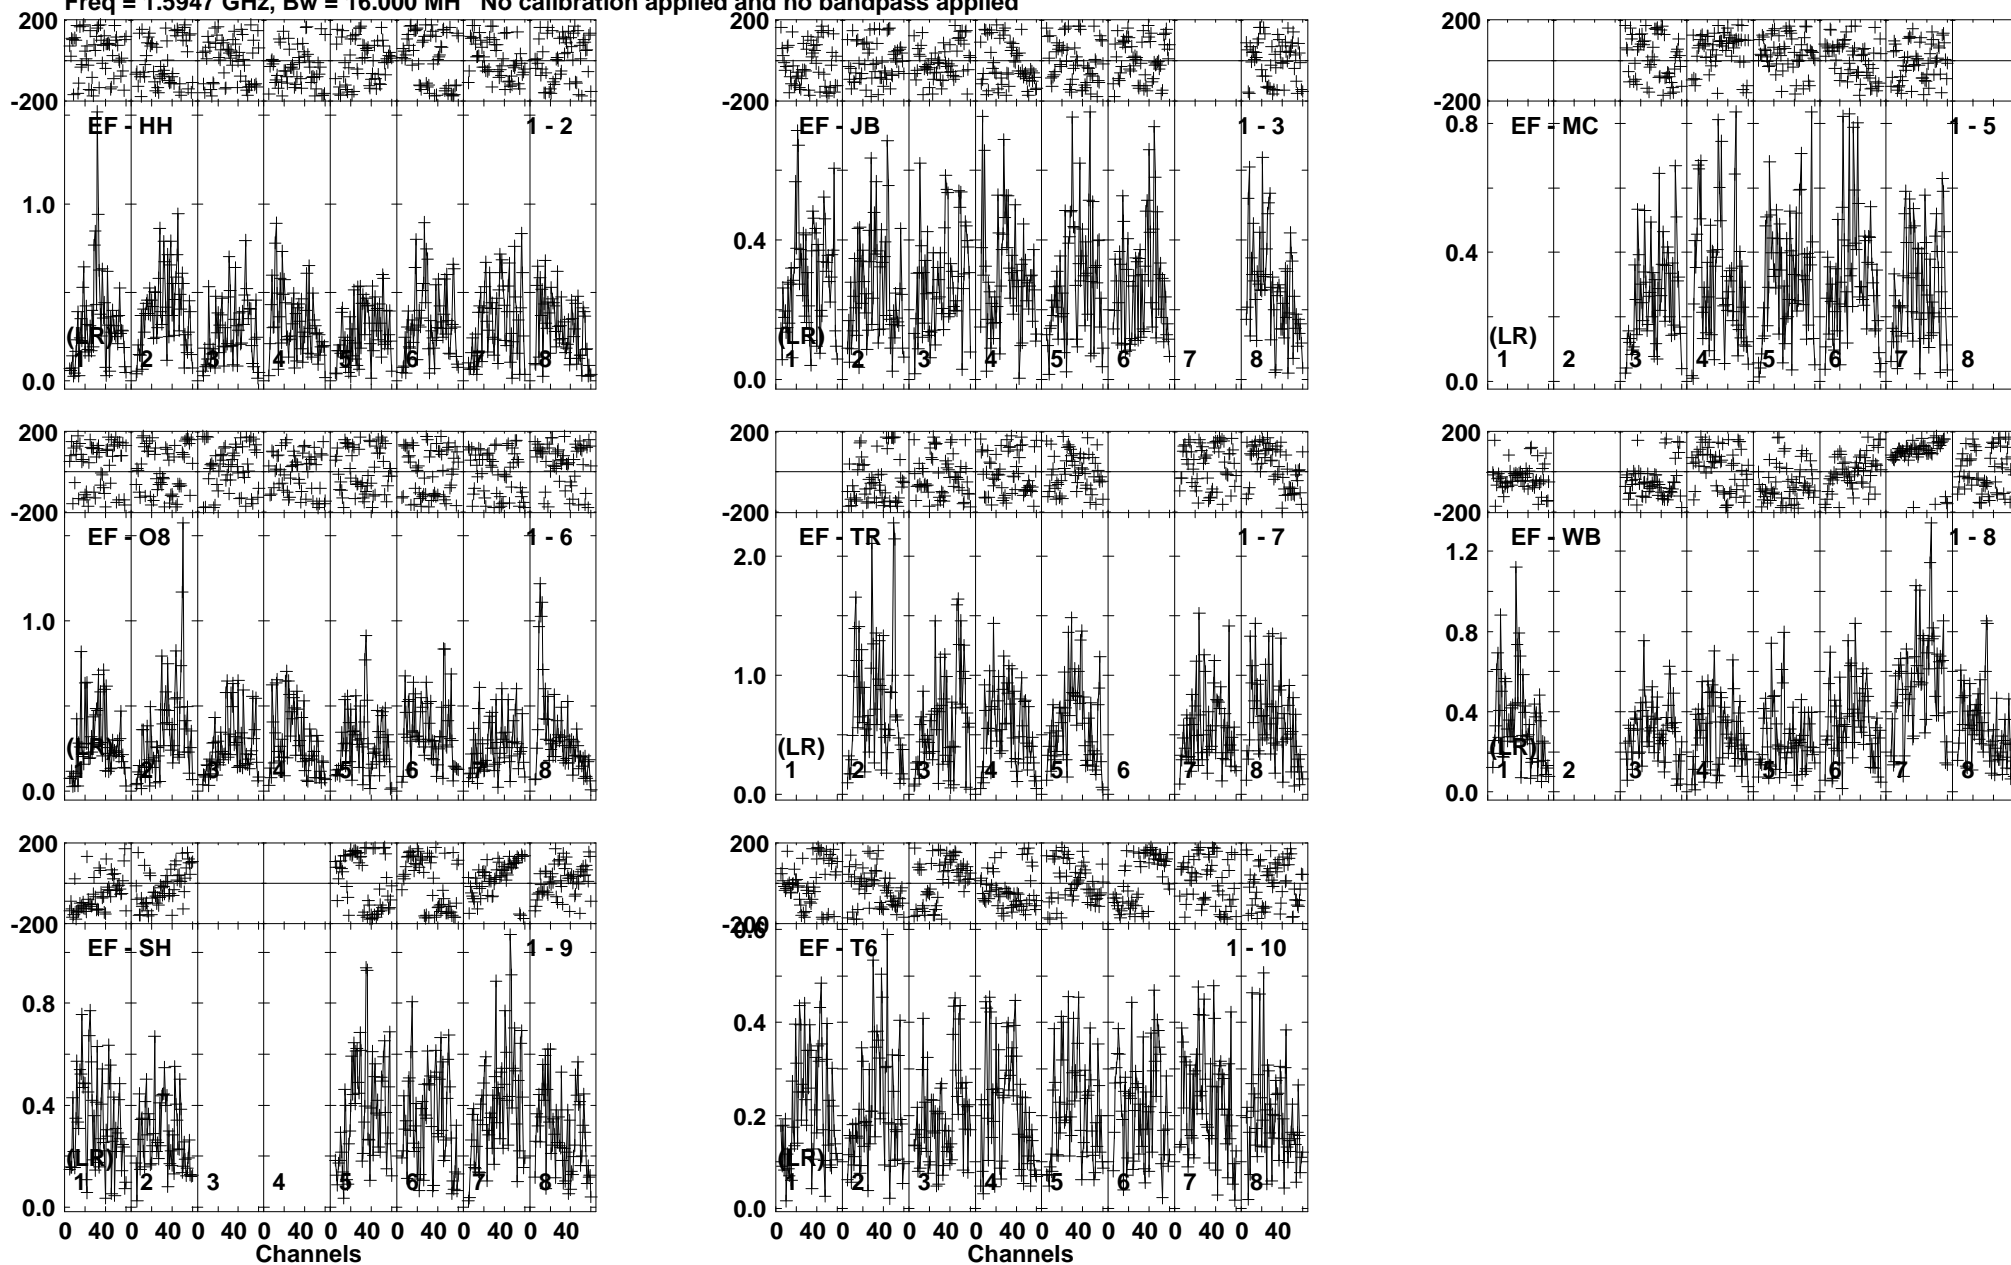 Freq = 1.5947 GHz, Bw = 16.000 MH No calibration applied and no bandpass applied
200
-200
EF - HH
1 - 2
1.0
(LR)
0.0
1 2 3 4 5 6 7 8
200
-200
EF - JB
1 - 3
0.4
(LR)
0.0
1 2 3 4 5 6 7 8
200
-200
0.8
EF - MC
1 - 5
0.4
(LR)
0.0
1 2 3 4 5 6 7 8
200
-200
EF - O8
1 - 6
1.0
(LR)
0.0
1 2 3 4 5 6 7 8
200
-200
EF - TR
1 - 7
2.0
1.0
(LR)
0.0
1 2 3 4 5 6 7 8
200
-200
EF - WB
1 - 8
1.2
0.8
0.4
(LR)
0.0
1 2 3 4 5 6 7 8
200
-200
EF - SH
1 - 9
0.8
0.4
(LR)
0.0
1 2 3 4 5 6 7 8
0 40 0 40 0 40 0 40 0 40 0 40 0 40 0 40
Channels
200
-200
0.6
EF - T6
1 - 10
0.4
0.2
(LR)
0.0
1 2 3 4 5 6 7 8
0 40 0 40 0 40 0 40 0 40 0 40 0 40 0 40
Channels